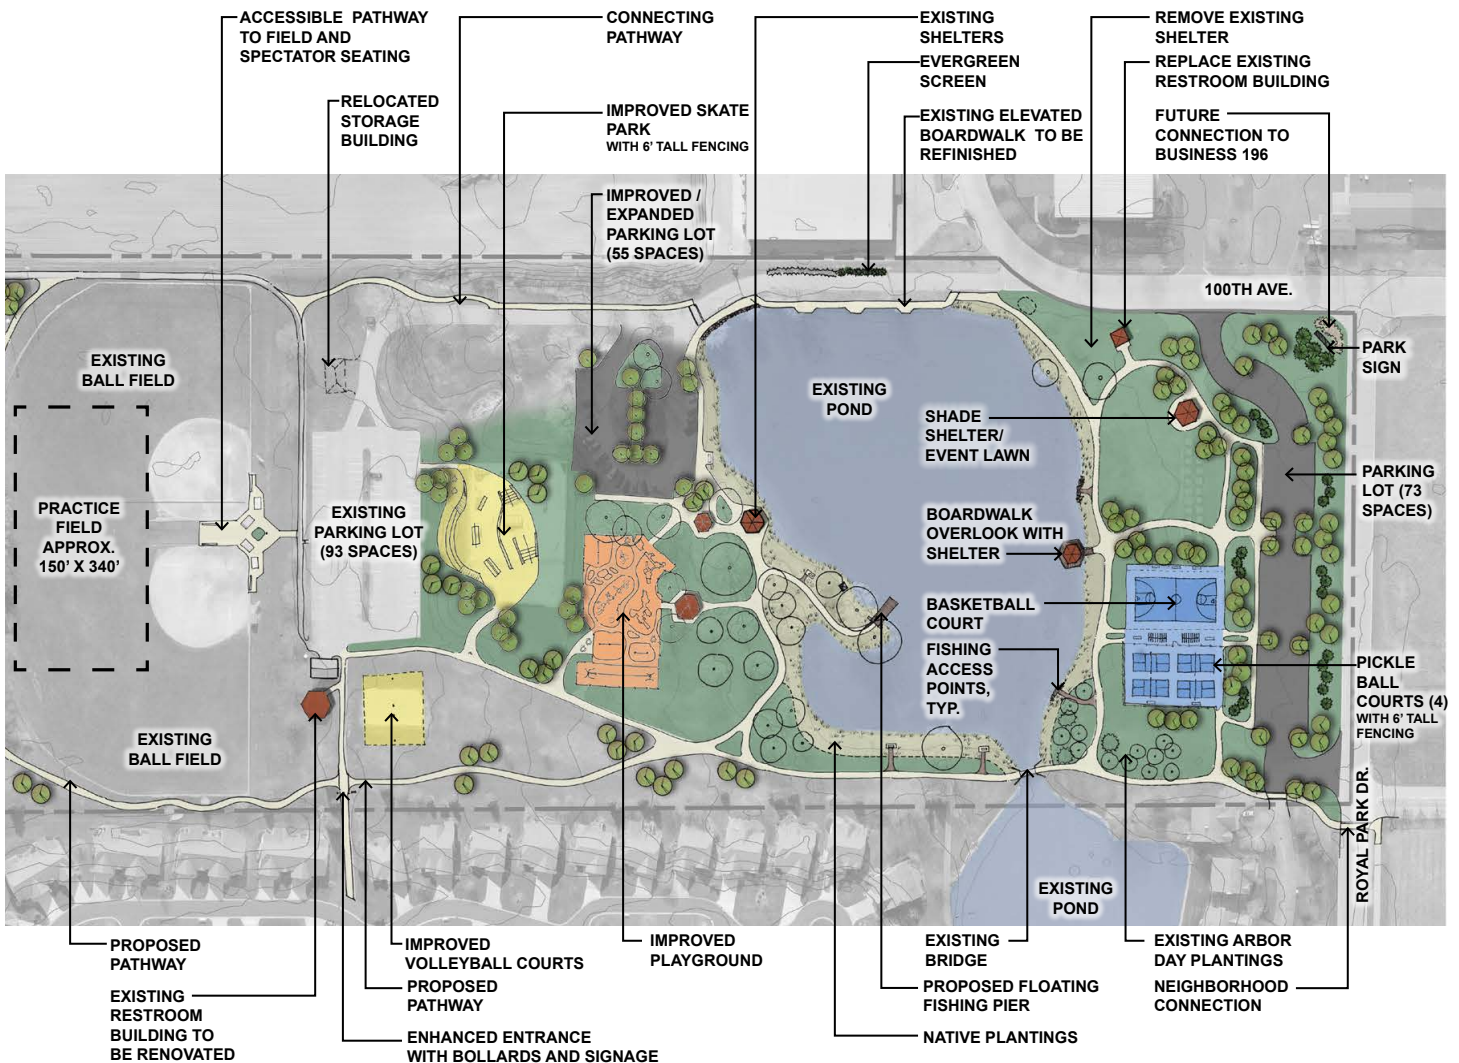 ACCESSIBLE PATHWAY
TO FIELD AND
SPECTATOR SEATING
RELOCATED
STORAGE
BUILDING
CONNECTING
PATHWAY
IMPROVED SKATE
PARK
WITH 6' TALL FENCING
IMPROVED /
EXPANDED
PARKING LOT
(55 SPACES)
EXISTING
SHELTERS
EVERGREEN
SCREEN
EXISTING ELEVATED
BOARDWALK TO BE
REFINISHED
REMOVE EXISTING
SHELTER
REPLACE EXISTING
RESTROOM BUILDING
FUTURE
CONNECTION TO
BUSINESS 196
100TH AVE.
PARK
SIGN
EXISTING
BALL FIELD
EXISTING
POND
SHADE
SHELTER/
EVENT LAWN
PARKING
LOT (73
SPACES)
PRACTICE
FIELD
APPROX.
150' X 340'
EXISTING
PARKING LOT
(93 SPACES)
BOARDWALK
OVERLOOK WITH
SHELTER
BASKETBALL
COURT
FISHING
ACCESS
POINTS,
TYP.
PICKLE
BALL
COURTS (4)
WITH 6' TALL
FENCING
EXISTING
BALL FIELD
ROYAL PARK DR.
EXISTING
POND
PROPOSED
PATHWAY
EXISTING
RESTROOM
BUILDING TO
BE RENOVATED
IMPROVED
VOLLEYBALL COURTS
PROPOSED
PATHWAY
ENHANCED ENTRANCE
WITH BOLLARDS AND SIGNAGE
IMPROVED
PLAYGROUND
EXISTING
BRIDGE
PROPOSED FLOATING
FISHING PIER
NATIVE PLANTINGS
EXISTING ARBOR
DAY PLANTINGS
NEIGHBORHOOD
CONNECTION